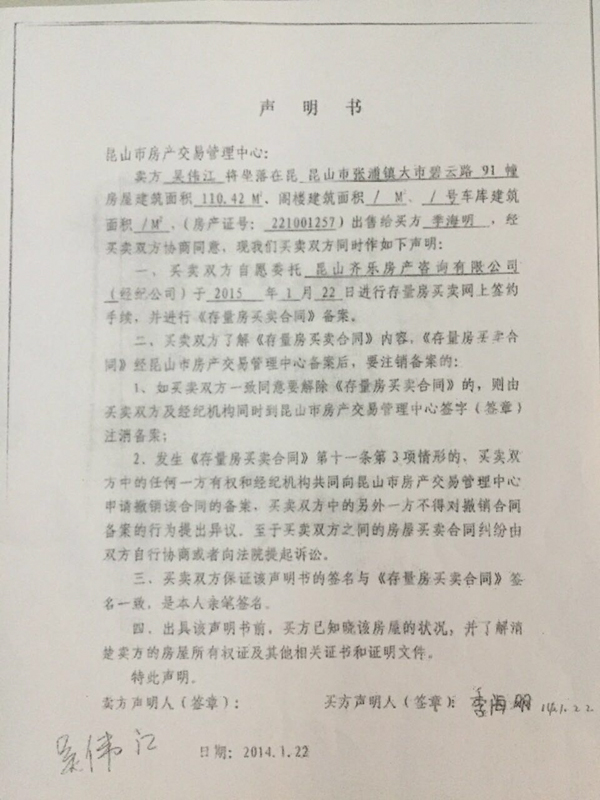 声 明 书
昆山市房产交易管理中心：
卖方 吴伟江 将坐落在昆 昆山市张浦镇大市碧云路 91 幢
房屋建筑面积 110.42 M²、阁楼建筑面积 / M²、 / 号车库建筑
面积 /M²、（房产证号： 221001257）出售给买方 李海明 ，经
买卖双方协商同意，现我们买卖双方同时作如下声明：
一、买卖双方自愿委托 昆山齐乐房产咨询有限公司
（经纪公司）于 2015 年 1 月 22 日进行存量房买卖网上签约
手续，并进行《存量房买卖合同》备案。
二、买卖双方了解《存量房买卖合同》内容，《存量房买卖合
同》经昆山市房产交易管理中心备案后，要注销备案的：
1、如买卖双方一致同意要解除《存量房买卖合同》的，则由
买卖双方及经纪机构同时到昆山市房产交易管理中心签字（签章）
注消备案；
2、发生《存量房买卖合同》第十一条第 3 项情形的，买卖双
方中的任何一方有权和经纪机构共同向昆山市房产交易管理中心
申请撤销该合同的备案，买卖双方中的另外一方不得对撤销合同
备案的行为提出异议。至于买卖双方之间的房屋买卖合同纠纷由
双方自行协商或者向法院提起诉讼。
三、买卖双方保证该声明书的签名与《存量房买卖合同》签
名一致，是本人亲笔签名。
四、出具该声明书前，买方已知晓该房屋的状况，并了解消
楚卖方的房屋所有权证及其他相关证书和证明文件。
特此声明。
卖方声明人（签章）： 买方声明人（签章）：李海明 14.1.22
吴伟江 日期：2014.1.22